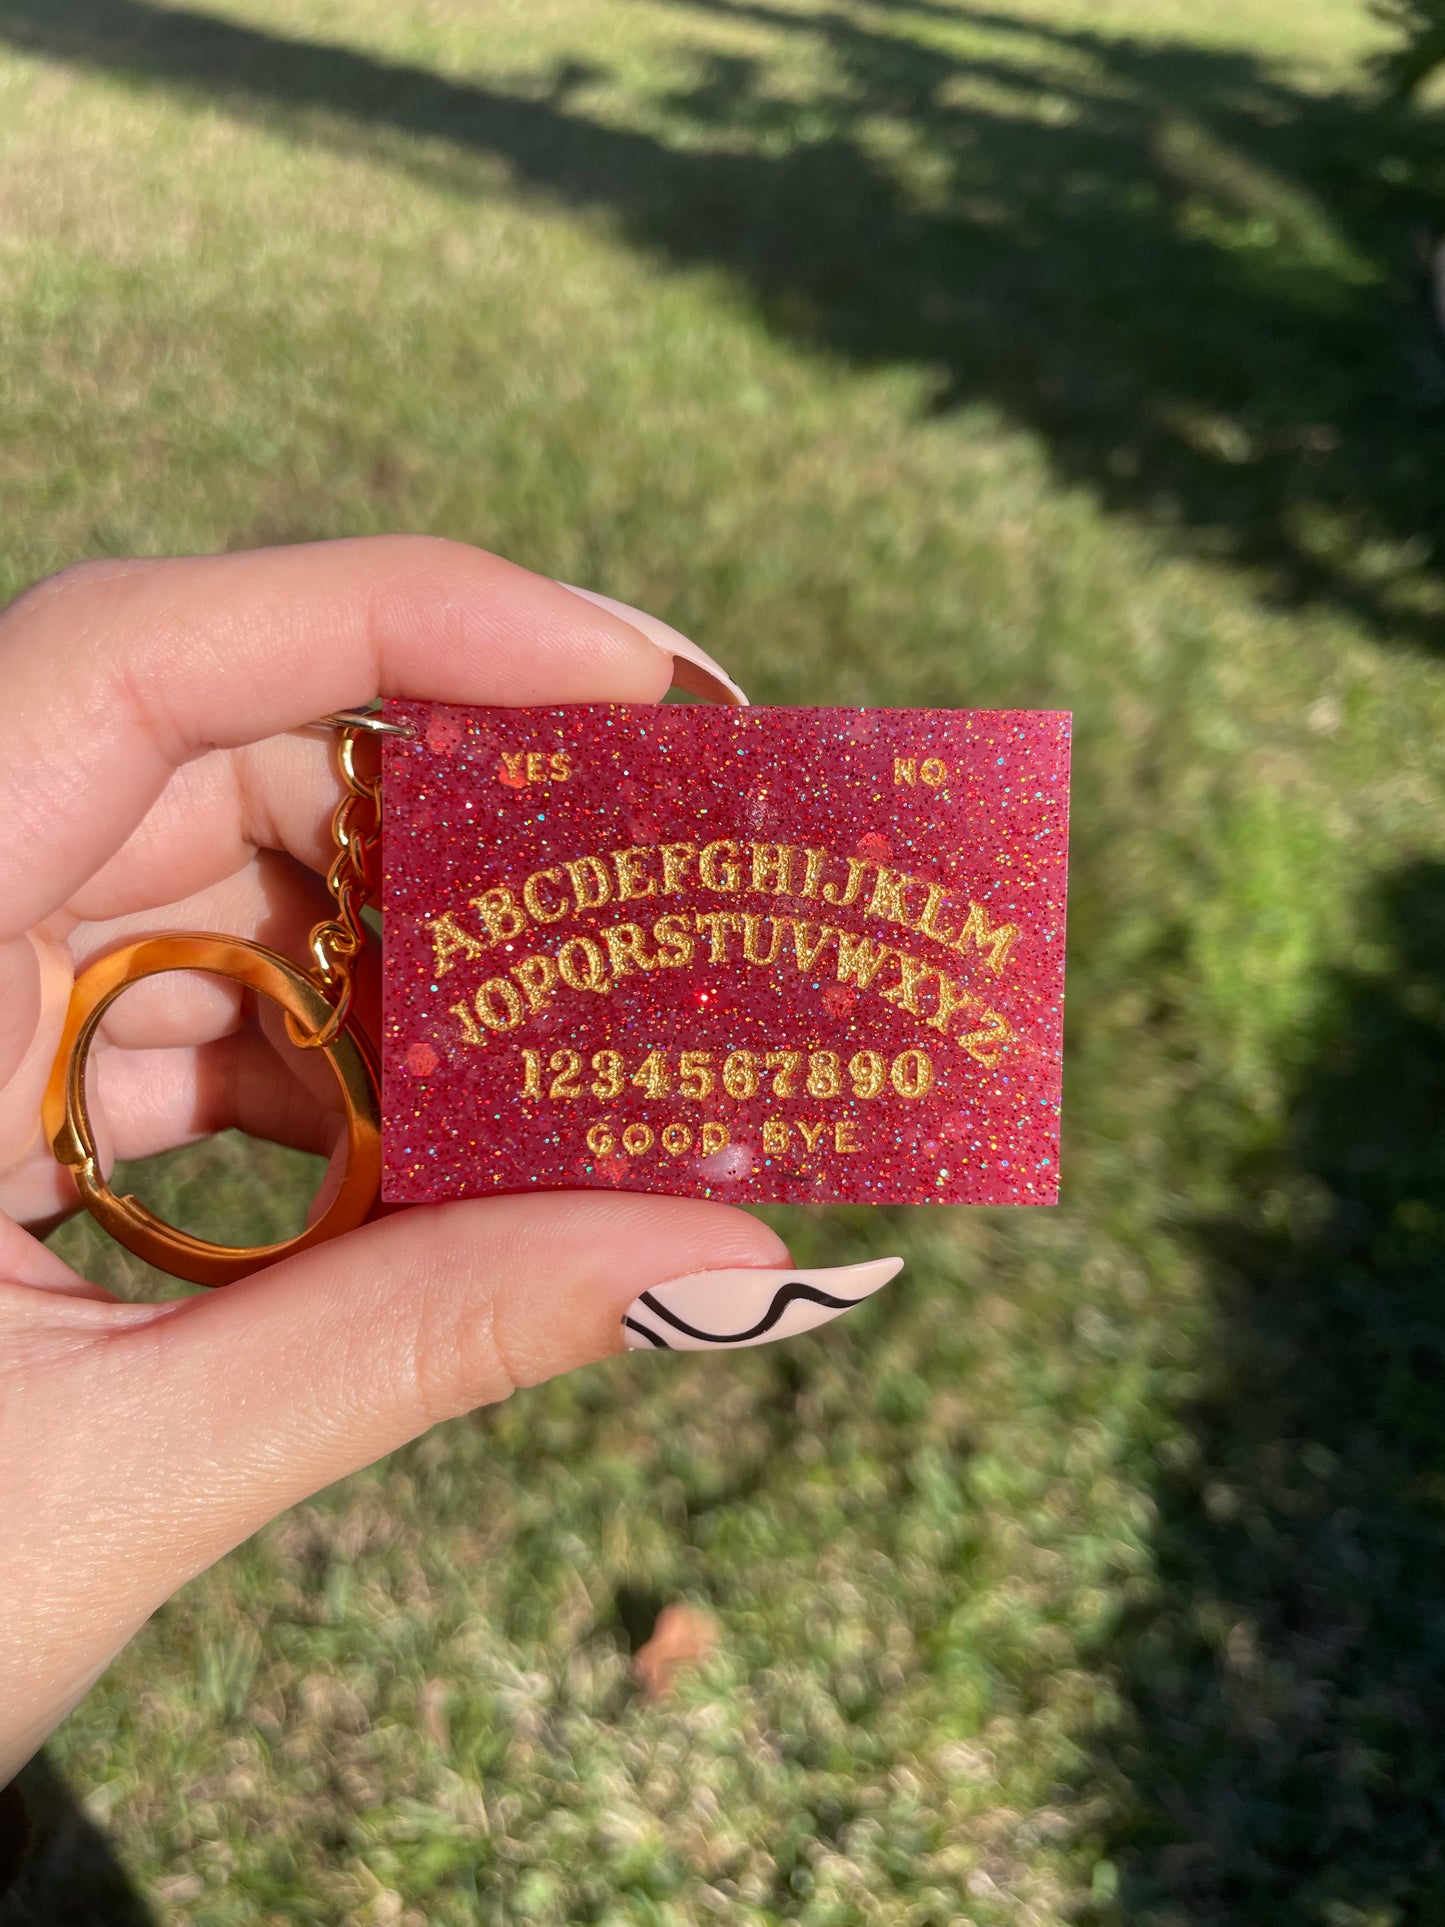 YES NO
ABCDEFGHIJKLM
NOPQRSTUVWXYZ
1234567890
GOOD BYE